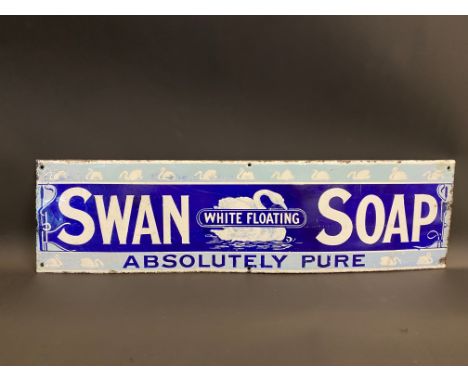 SWAN WHITE FLOATING SOAP
ABSOLUTELY PURE